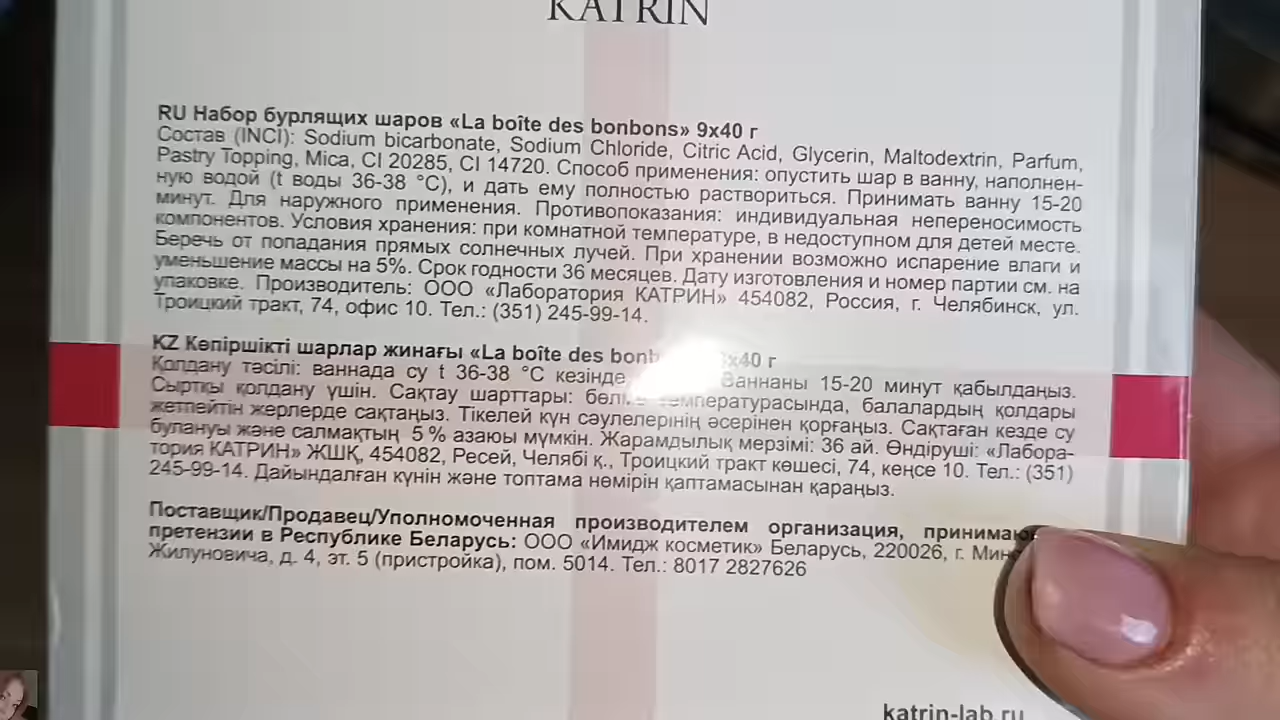 KATRIN
RU Набор бурлящих шаров «La boîte des bonbons» 9x40 г
Состав (INCI): Sodium bicarbonate, Sodium Chloride, Citric Acid, Glycerin, Maltodextrin, Parfum,
Pastry Topping, Mica, CI 20285, CI 14720. Способ применения: опустить шар в ванну, наполнен-
ную водой (t воды 36-38 °C), и дать ему полностью раствориться. Принимать ванну 15-20
минут. Для наружного применения. Противопоказания: индивидуальная непереносимость
компонентов. Условия хранения: при комнатной температуре, в недоступном для детей месте.
Беречь от попадания прямых солнечных лучей. При хранении возможно испарение влаги и
уменьшение массы на 5%. Срок годности 36 месяцев. Дату изготовления и номер партии см. на
упаковке. Производитель: ООО «Лаборатория КАТРИН» 454082, Россия, г. Челябинск, ул.
Троицкий тракт, 74, офис 10. Тел.: (351) 245-99-14.
KZ Көпіршікті шарлар жинағы «La boîte des x40 г
Қолдану тәсілі: ваннада су t 36-38 °C кезінде Ваннаны 15-20 минут қабылдаңыз.
Сыртқы қолдану үшін. Сақтау шарттары: температурасында, балалардың қолдары
жетпейтін жерлерде сақтаңыз. Тікелей күн сәулелерінің әсерінен қорғаңыз. Сақтаған кезде су
булануы және салмақтың 5 % азаюы мүмкін. Жарамдылық мерзімі: 36 ай. Өндіруші: «Лабора-
тория КАТРИН» ЖШҚ, 454082, Ресей, Челябі қ., Троицкий тракт көшесі, 74, кеңсе 10. Тел.: (351)
245-99-14. Дайындалған күнін және топтама немірін қаптамасынан қараңыз.
Поставщик/Продавец/Уполномоченная производителем организация,
претензии в Республике Беларусь: ООО «Имидж косметик» Беларусь, 220026, г.
Жилуновича, д. 4, эт. 5 (пристройка), пом. 5014. Тел.: 8017 2827626
katrin-lab.ru